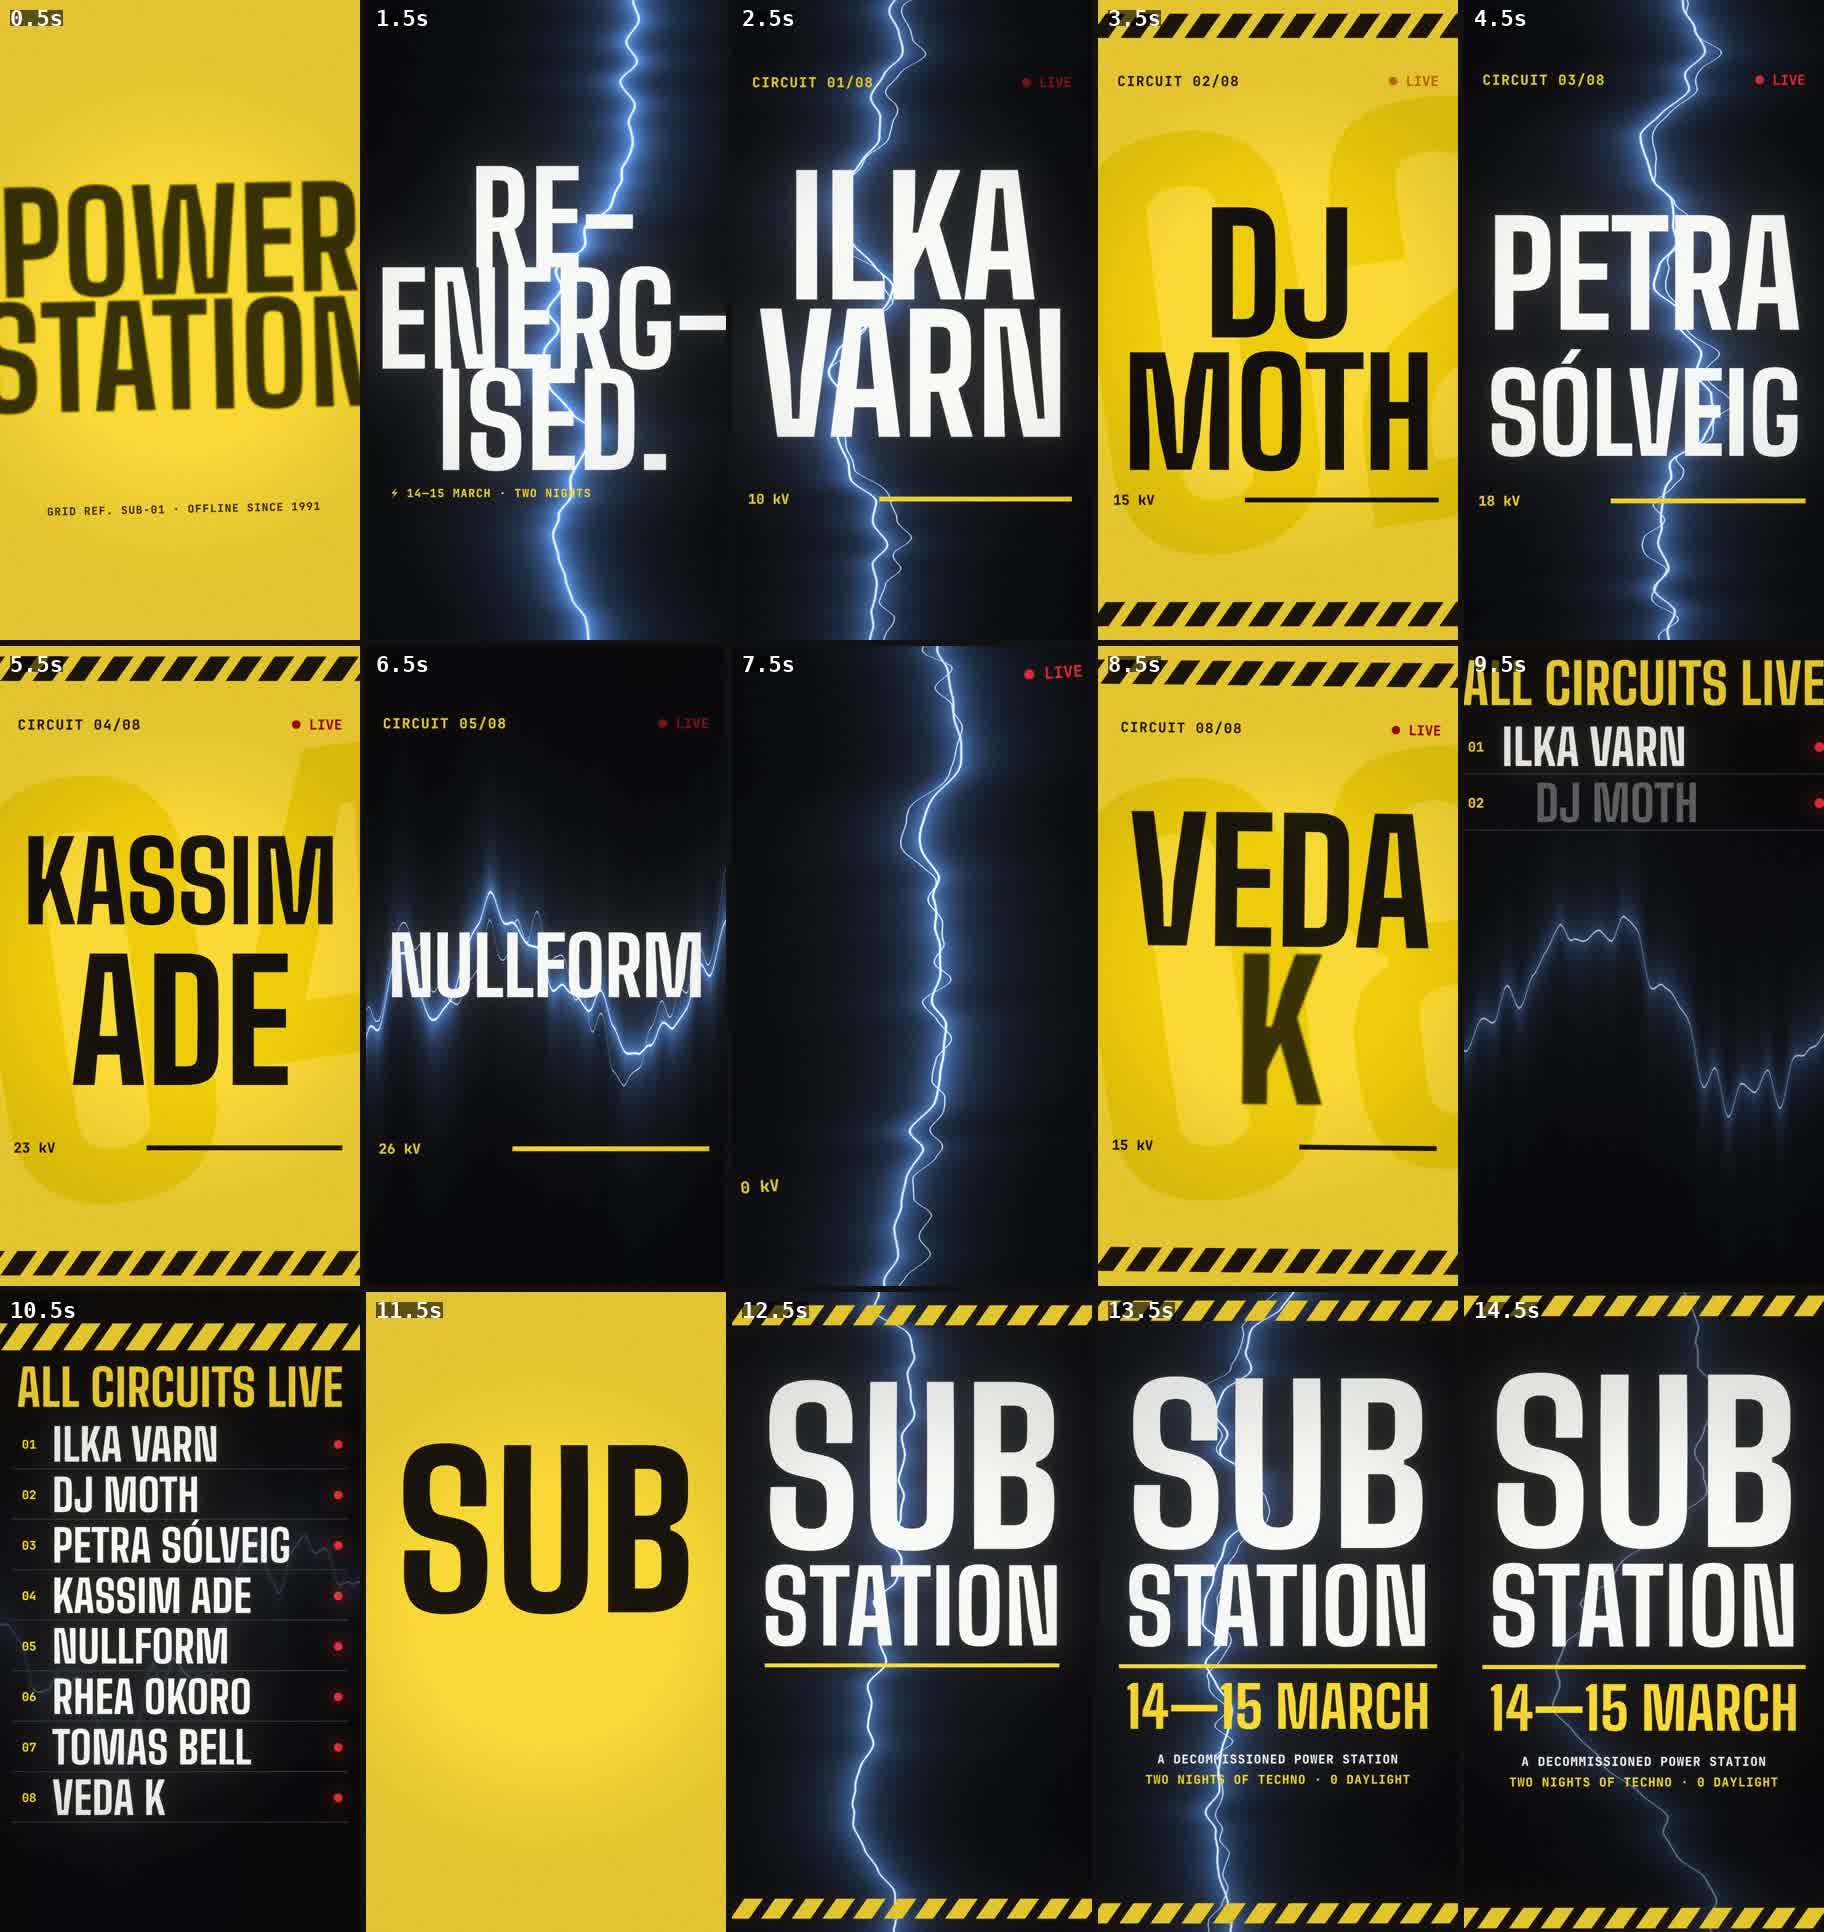 0.5s
POWER
STATION
GRID REF. SUB-01 · OFFLINE SINCE 1991
1.5s
RE—
ENERG—
ISED.
⚡ 14—15 MARCH · TWO NIGHTS
2.5s
CIRCUIT 01/08
● LIVE
ILKA
VARN
10 kV
3.5s
CIRCUIT 02/08
● LIVE
02
DJ
MOTH
15 kV
4.5s
CIRCUIT 03/08
● LIVE
PETRA
SÓLVEIG
18 kV
5.5s
CIRCUIT 04/08
● LIVE
04
KASSIM
ADE
23 kV
6.5s
CIRCUIT 05/08
● LIVE
NULLFORM
26 kV
7.5s
● LIVE
0 kV
8.5s
CIRCUIT 08/08
● LIVE
08
VEDA
K
15 kV
9.5s
ALL CIRCUITS LIVE
01 ILKA VARN
02 DJ MOTH
10.5s
ALL CIRCUITS LIVE
01 ILKA VARN
02 DJ MOTH
03 PETRA SÓLVEIG
04 KASSIM ADE
05 NULLFORM
06 RHEA OKORO
07 TOMAS BELL
08 VEDA K
11.5s
SUB
12.5s
SUB
STATION
13.5s
SUB
STATION
14—15 MARCH
A DECOMMISSIONED POWER STATION
TWO NIGHTS OF TECHNO · 0 DAYLIGHT
14.5s
SUB
STATION
14—15 MARCH
A DECOMMISSIONED POWER STATION
TWO NIGHTS OF TECHNO · 0 DAYLIGHT